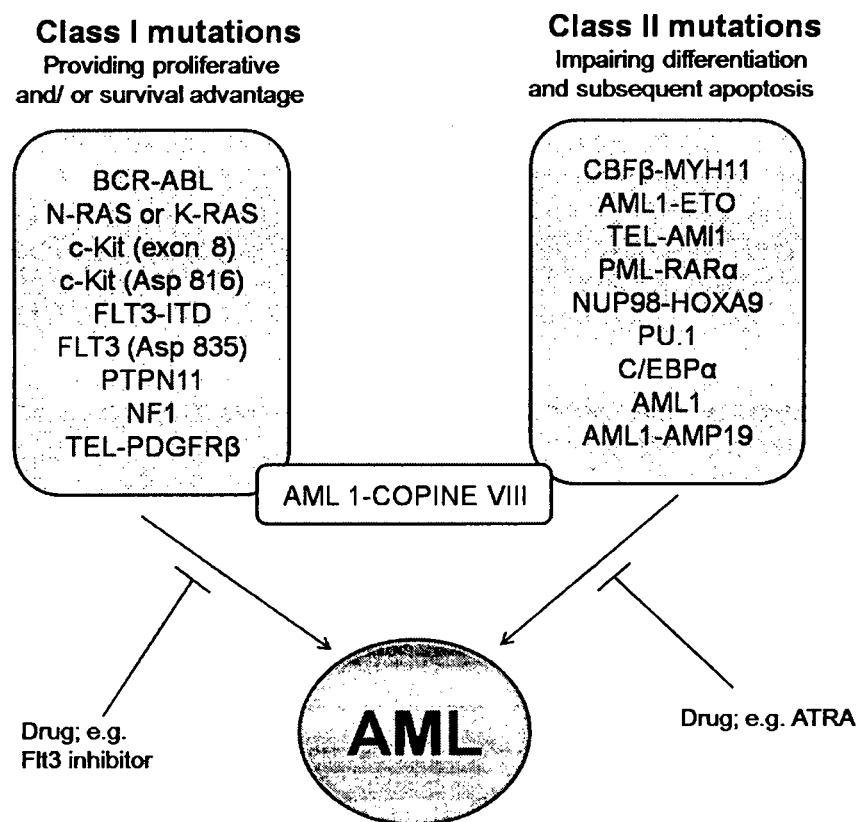 Class I mutations
Providing proliferative
and/ or survival advantage
BCR-ABL
N-RAS or K-RAS
c-Kit (exon 8)
c-Kit (Asp 816)
FLT3-ITD
FLT3 (Asp 835)
PTPN11
NF1
TEL-PDGFRβ
Class II mutations
Impairing differentiation
and subsequent apoptosis
CBFβ-MYH11
AML1-ETO
TEL-AMl1
PML-RARα
NUP98-HOXA9
PU.1
C/EBPα
AML1
AML1-AMP19
AML 1-COPINE VIII
Drug; e.g.
Flt3 inhibitor
AML
Drug; e.g. ATRA